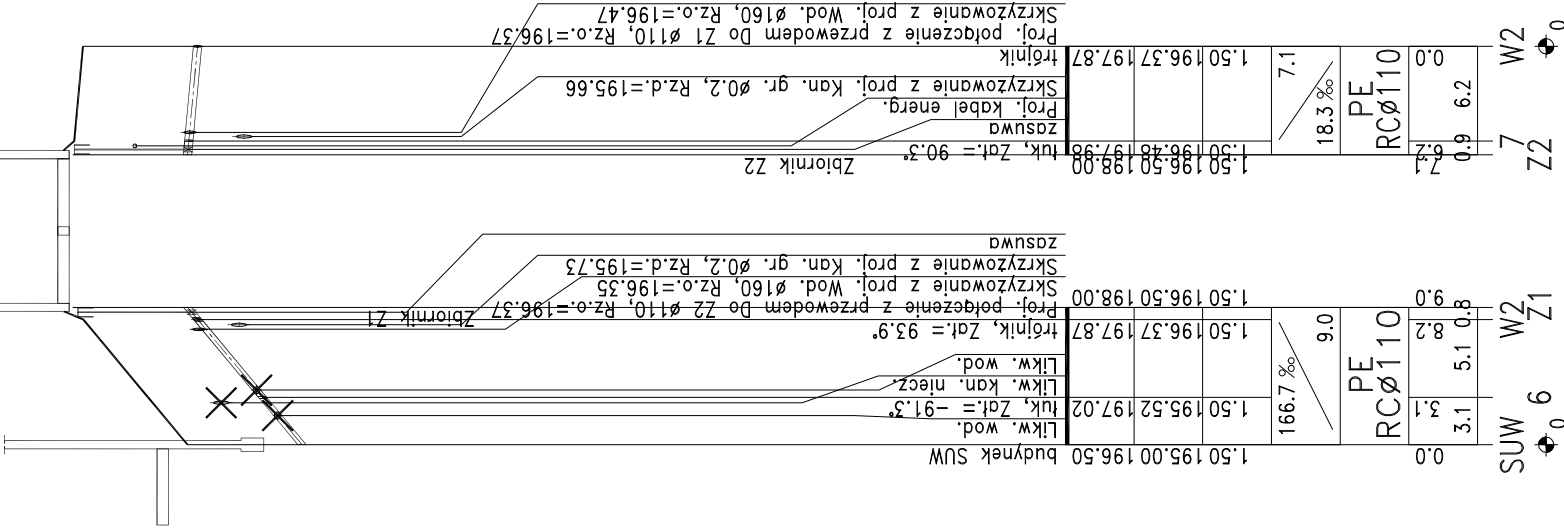 Skrzyżowanie z proj. Wod. ø160, Rz.o.=196.47
Proj. połączenie z przewodem Do Z1 ø110, Rz.o.=196.37
trójnik
Skrzyżowanie z proj. Kan. gr. ø0.2, Rz.d.=195.66
Proj. kabel energ.
zasuwa
łuk, Zał.= 90.3°
Zbiornik Z2
197.87 196.37 1.50
197.98 196.48 1.50
198.00 196.50 1.50
7.1
18.3 ‰
PE
RCø110
0.0
6.2
6.2
0.9
7.1
W2
0
7
Z2
zasuwa
Skrzyżowanie z proj. Kan. gr. ø0.2, Rz.d.=195.73
Skrzyżowanie z proj. Wod. ø160, Rz.o.=196.35
Proj. połączenie z przewodem Do Z2 ø110, Rz.o.=196.37
Zbiornik Z1
trójnik, Zał.= 93.9°
Likw. wod.
Likw. kan. niecz.
łuk, Zał.= -91.3°
Likw. wod.
budynek SUW
198.00 196.50 1.50
197.87 196.37 1.50
197.02 195.52 1.50
196.50 195.00 1.50
9.0
166.7 ‰
PE
RCø110
9.0
0.8
8.2
5.1
3.1
3.1
0.0
Z1
W2
6
SUW
0